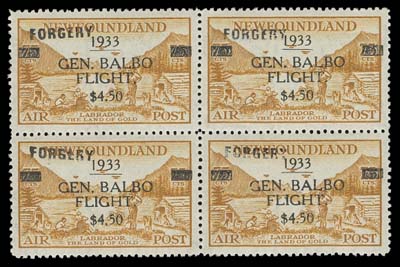 FORGERY FORGERY
NEWFOUNDLAND NEWFOUNDLAND
1933 1933
GEN. BALBO GEN. BALBO
FLIGHT FLIGHT
$4.50 $4.50
LABRADOR LABRADOR
AIR THE LAND OF GOLD POST AIR THE LAND OF GOLD POST
FORGERY FORGERY
NEWFOUNDLAND NEWFOUNDLAND
1933 1933
GEN. BALBO GEN. BALBO
FLIGHT FLIGHT
$4.50 $4.50
LABRADOR LABRADOR
AIR THE LAND OF GOLD POST AIR THE LAND OF GOLD POST